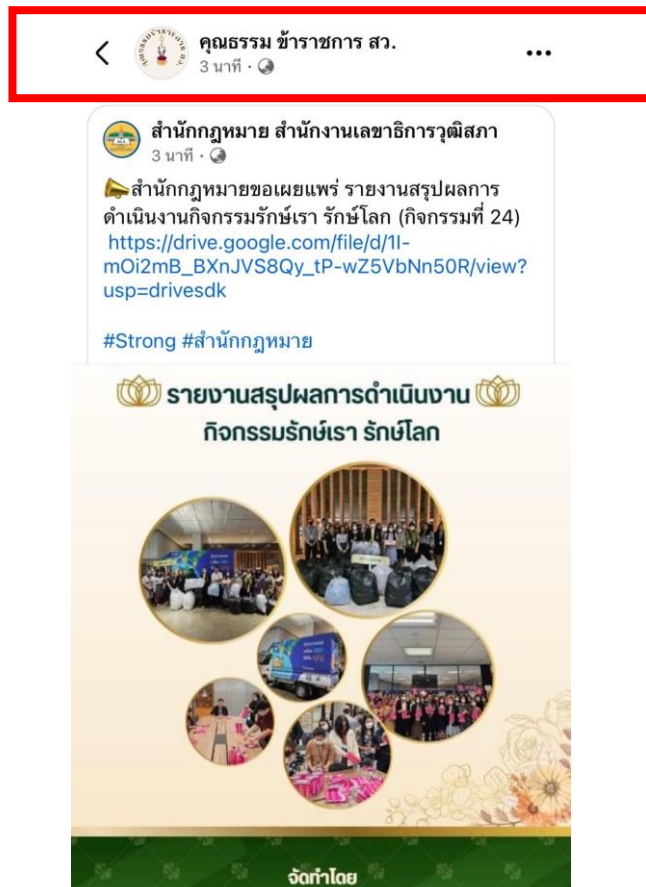 คุณธรรม ข้าราชการ สว.
3 นาที ·
สำนักกฎหมาย สำนักงานเลขาธิการวุฒิสภา
3 นาที ·
สำนักกฎหมายขอเผยแพร่ รายงานสรุปผลการ
ดำเนินงานกิจกรรมรักษ์เรา รักษ์โลก (กิจกรรมที่ 24)
https://drive.google.com/file/d/1I-
mOi2mB_BXnJVS8Qy_tP-wZ5VbNn50R/view?
usp=drivesdk
#Strong #สำนักกฎหมาย
รายงานสรุปผลการดำเนินงาน
กิจกรรมรักษ์เรา รักษ์โลก
จัดทำโดย